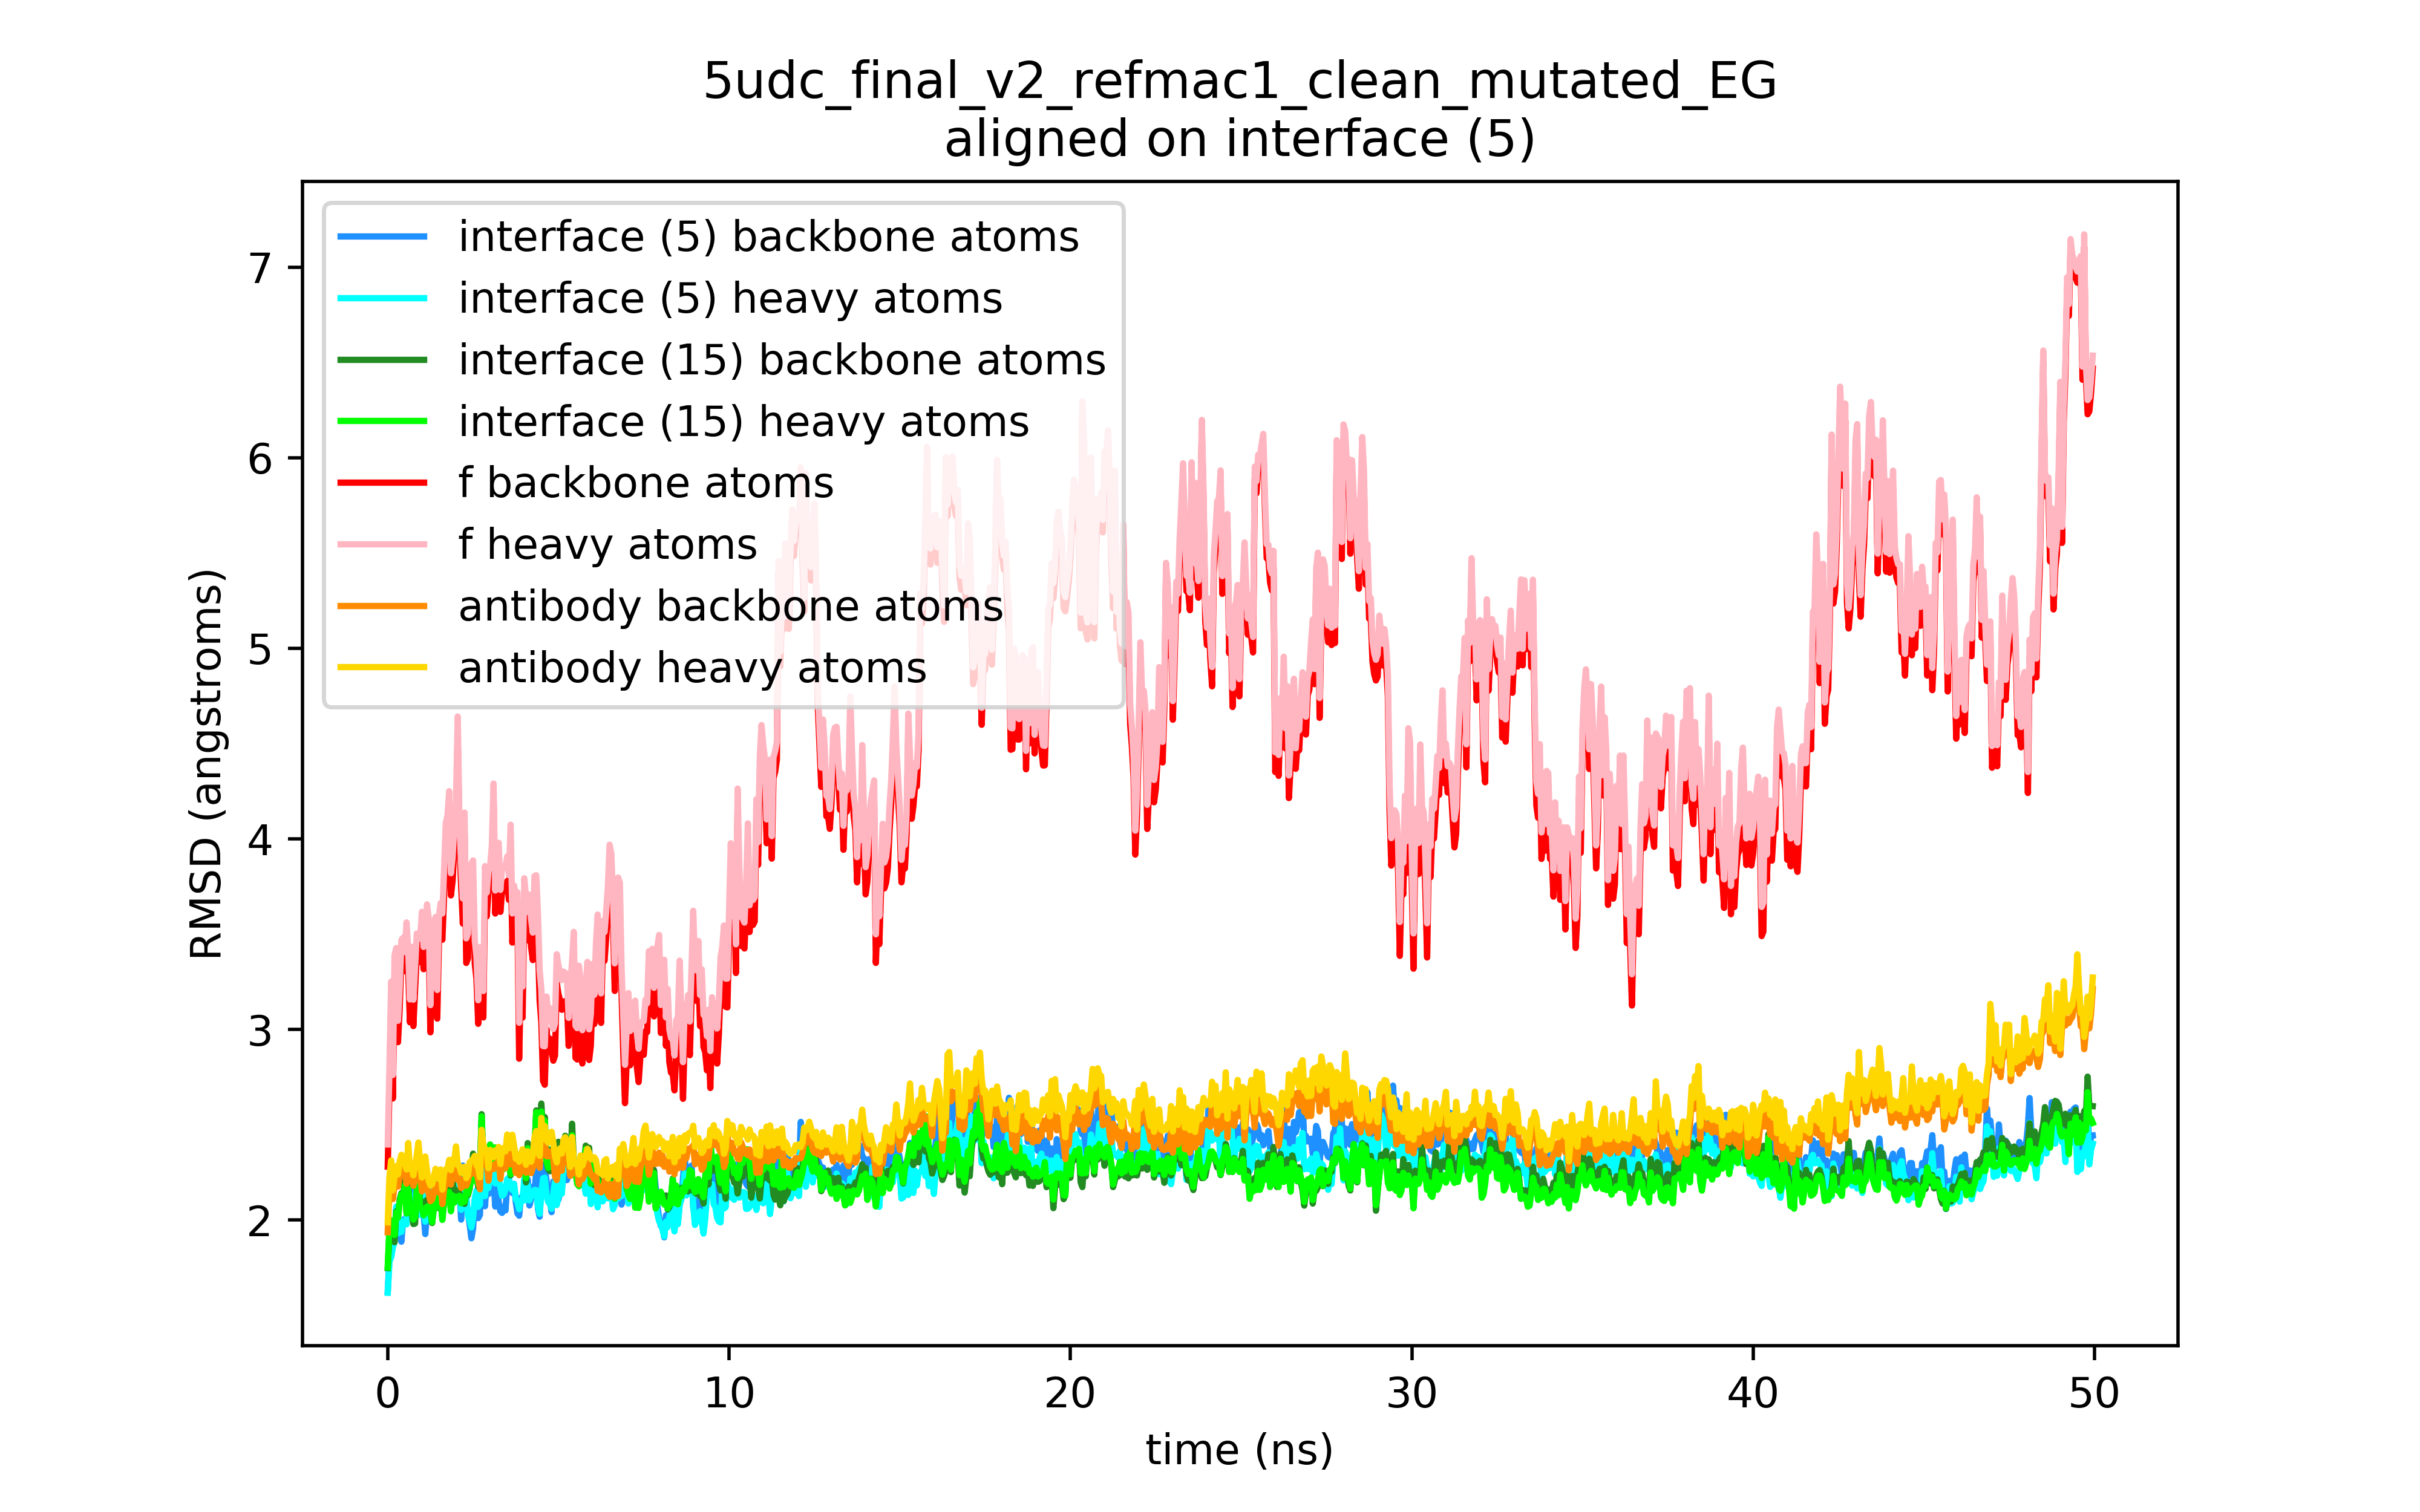 5udc_final_v2_refmac1_clean_mutated_EG
aligned on interface (5)
interface (5) backbone atoms
interface (5) heavy atoms
interface (15) backbone atoms
interface (15) heavy atoms
f backbone atoms
f heavy atoms
antibody backbone atoms
antibody heavy atoms
RMSD (angstroms)
7
6
5
4
3
2
0
10
20
30
40
50
time (ns)